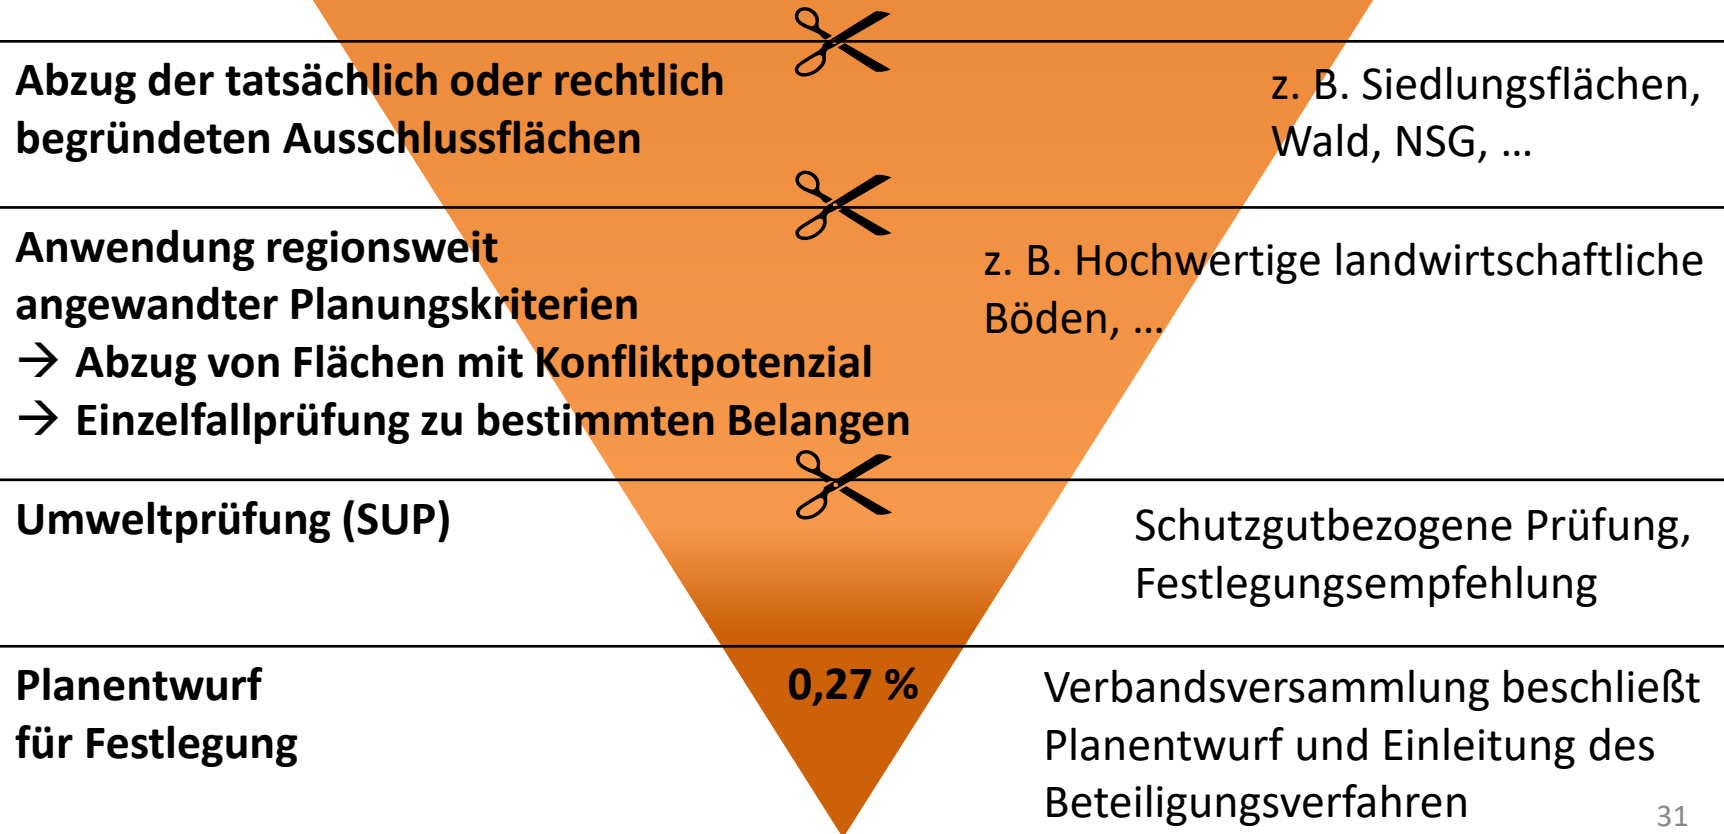 Abzug der tatsächlich oder rechtlich
begründeten Ausschlussflächen
z. B. Siedlungsflächen,
Wald, NSG, ...
Anwendung regionsweit
angewandter Planungskriterien
→ Abzug von Flächen mit Konfliktpotenzial
→ Einzelfallprüfung zu bestimmten Belangen
z. B. Hochwertige landwirtschaftliche
Böden, ...
Umweltprüfung (SUP)
Schutzgutbezogene Prüfung,
Festlegungsempfehlung
Planentwurf
für Festlegung
0,27 %
Verbandsversammlung beschließt
Planentwurf und Einleitung des
Beteiligungsverfahren
31